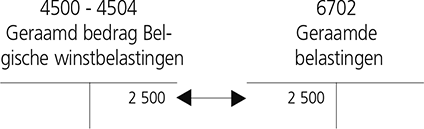 4500 - 4504
Geraamd bedrag Bel-
gische winstbelastingen
2 500
6702
Geraamde
belastingen
2 500